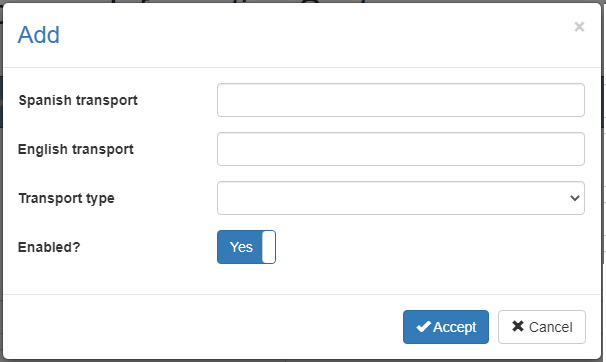 Add
×
Spanish transport
English transport
Transport type
Enabled?
Yes
Accept
Cancel